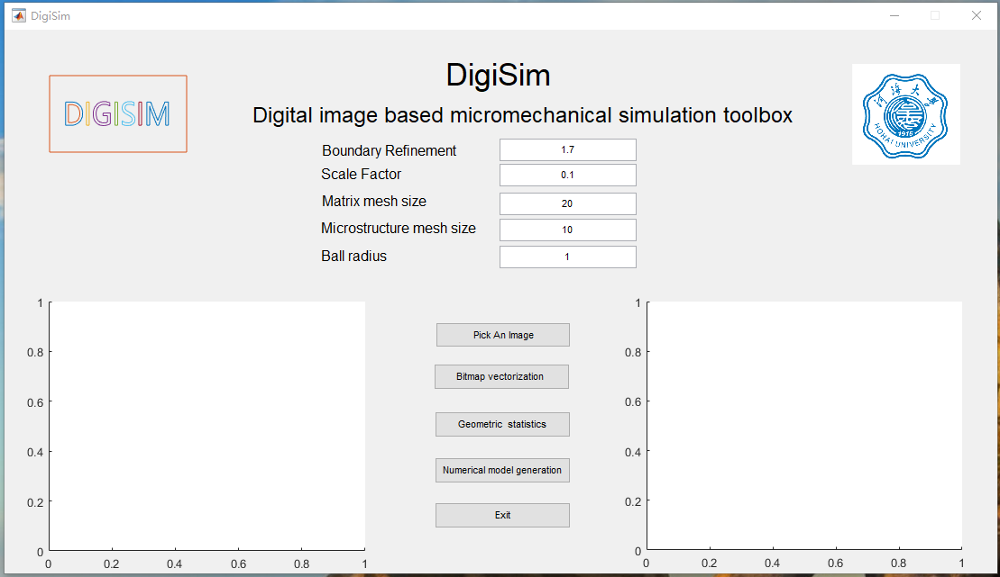 DigiSim
DigiSim
Digital image based micromechanical simulation toolbox
DIGISIM
河海大學
1915
HOHAI UNIVERSITY
Boundary Refinement 1.7
Scale Factor 0.1
Matrix mesh size 20
Microstructure mesh size 10
Ball radius 1
1
0.8
0.6
0.4
0.2
0
0 0.2 0.4 0.6 0.8 1
Pick An Image
Bitmap vectorization
Geometric statistics
Numerical model generation
Exit
1
0.8
0.6
0.4
0.2
0
0 0.2 0.4 0.6 0.8 1